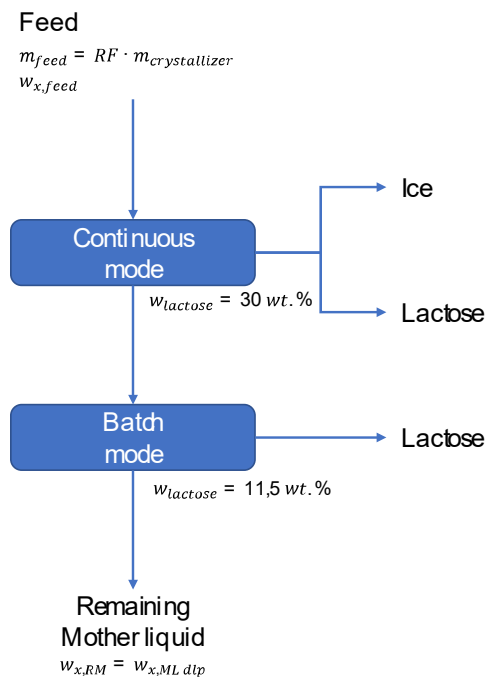 Feed
m_feed = RF · m_crystallizer
w_x,feed
Ice
Continuous
mode
w_lactose = 30 wt.%
Lactose
Batch
mode
Lactose
w_lactose = 11,5 wt.%
Remaining
Mother liquid
w_x,RM = w_x,ML dlp